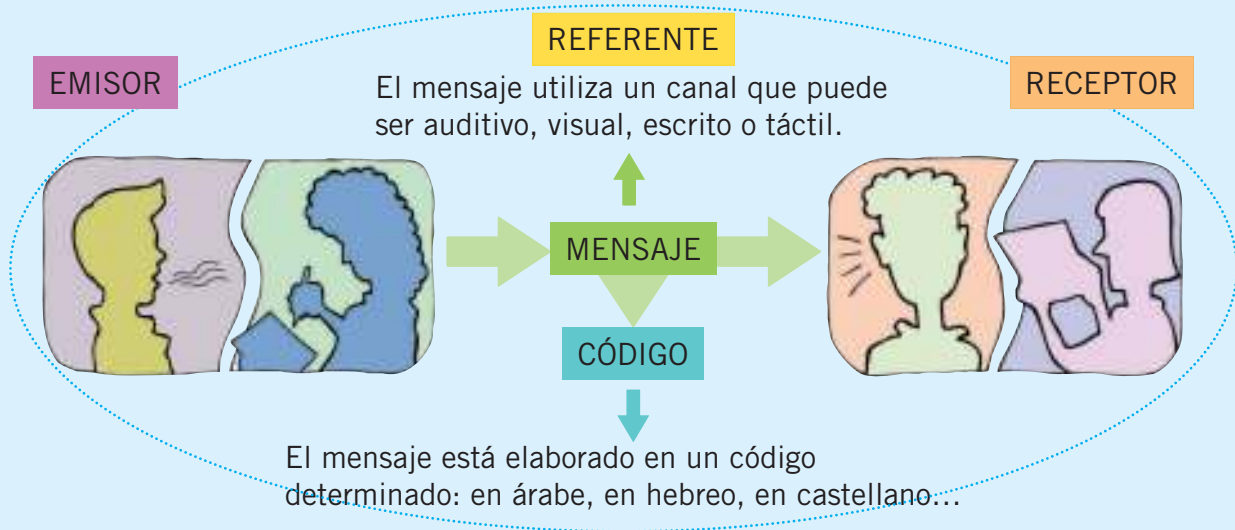 REFERENTE
EMISOR
RECEPTOR
El mensaje utiliza un canal que puede
ser auditivo, visual, escrito o táctil.
MENSAJE
CÓDIGO
El mensaje está elaborado en un código
determinado: en árabe, en hebreo, en castellano…